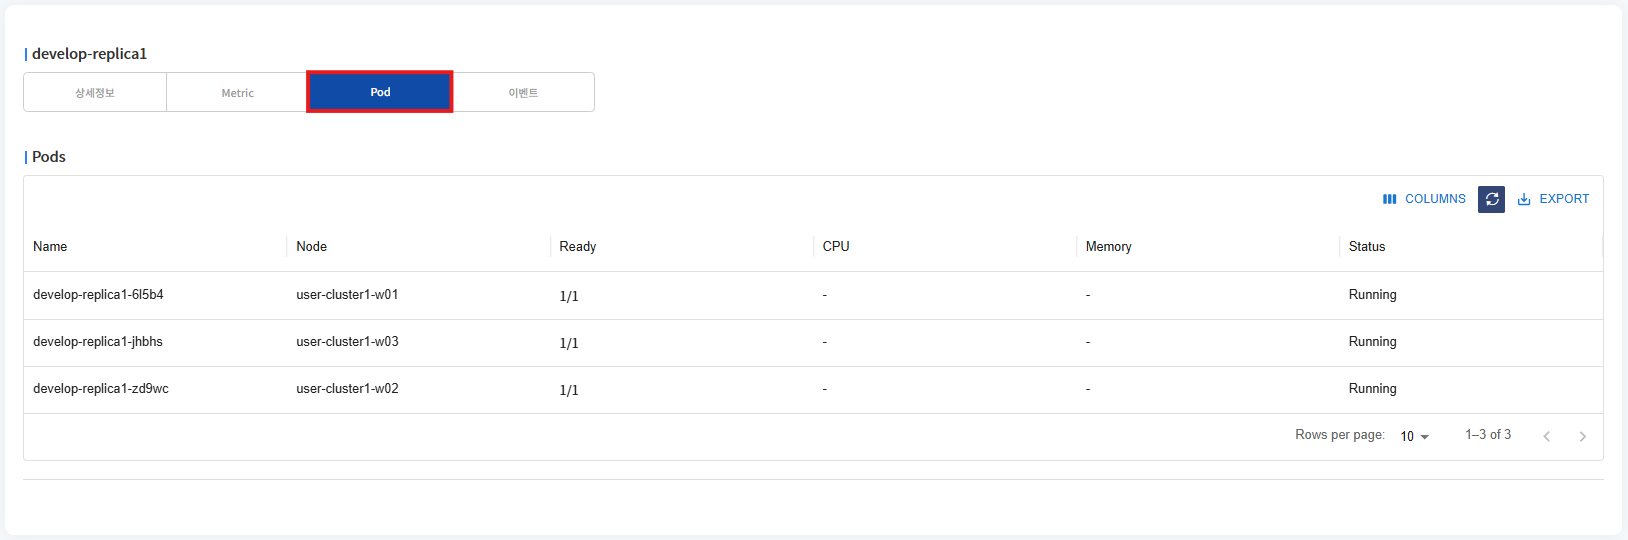 develop-replica1
상세정보 Metric Pod 이벤트
Pods
COLUMNS EXPORT
Name Node Ready CPU Memory Status
develop-replica1-6l5b4 user-cluster1-w01 1/1 - - Running
develop-replica1-jhbhs user-cluster1-w03 1/1 - - Running
develop-replica1-zd9wc user-cluster1-w02 1/1 - - Running
Rows per page: 10 1–3 of 3